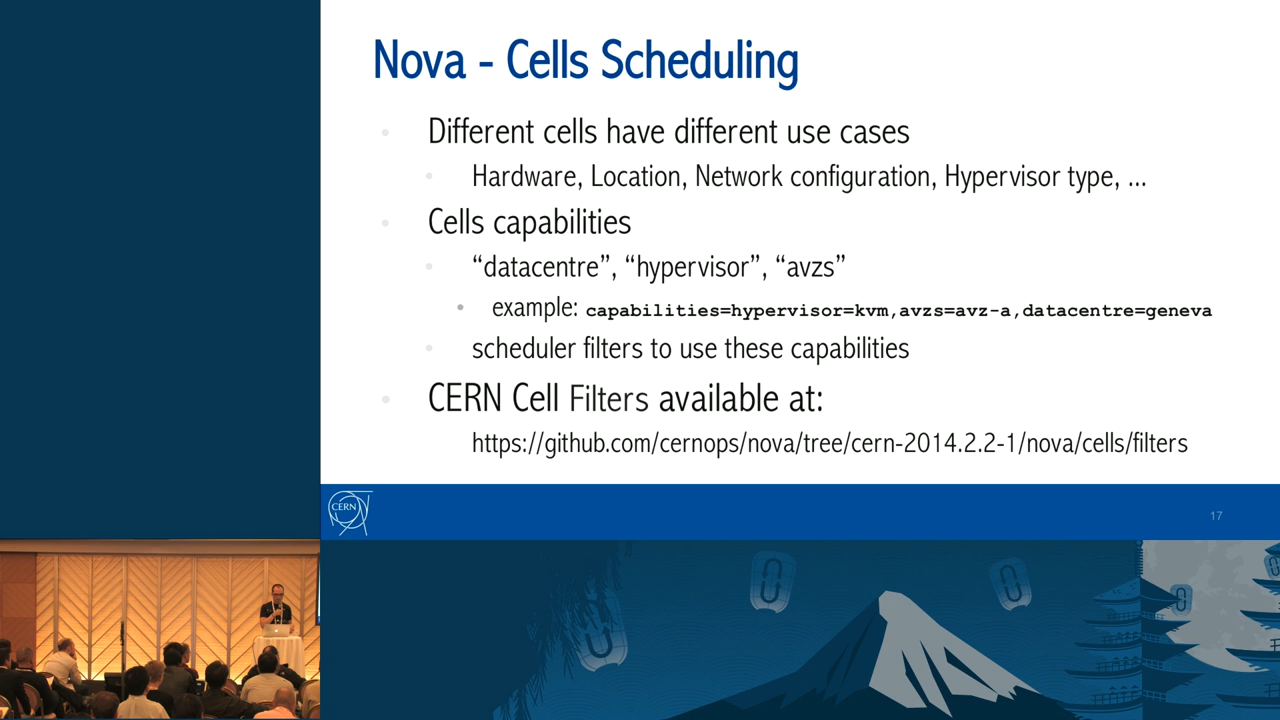 Nova - Cells Scheduling
Different cells have different use cases
Hardware, Location, Network configuration, Hypervisor type, ...
Cells capabilities
“datacentre”, “hypervisor”, “avzs”
example: capabilities=hypervisor=kvm,avzs=avz-a,datacentre=geneva
scheduler filters to use these capabilities
CERN Cell Filters available at:
https://github.com/cernops/nova/tree/cern-2014.2.2-1/nova/cells/filters
CERN
17